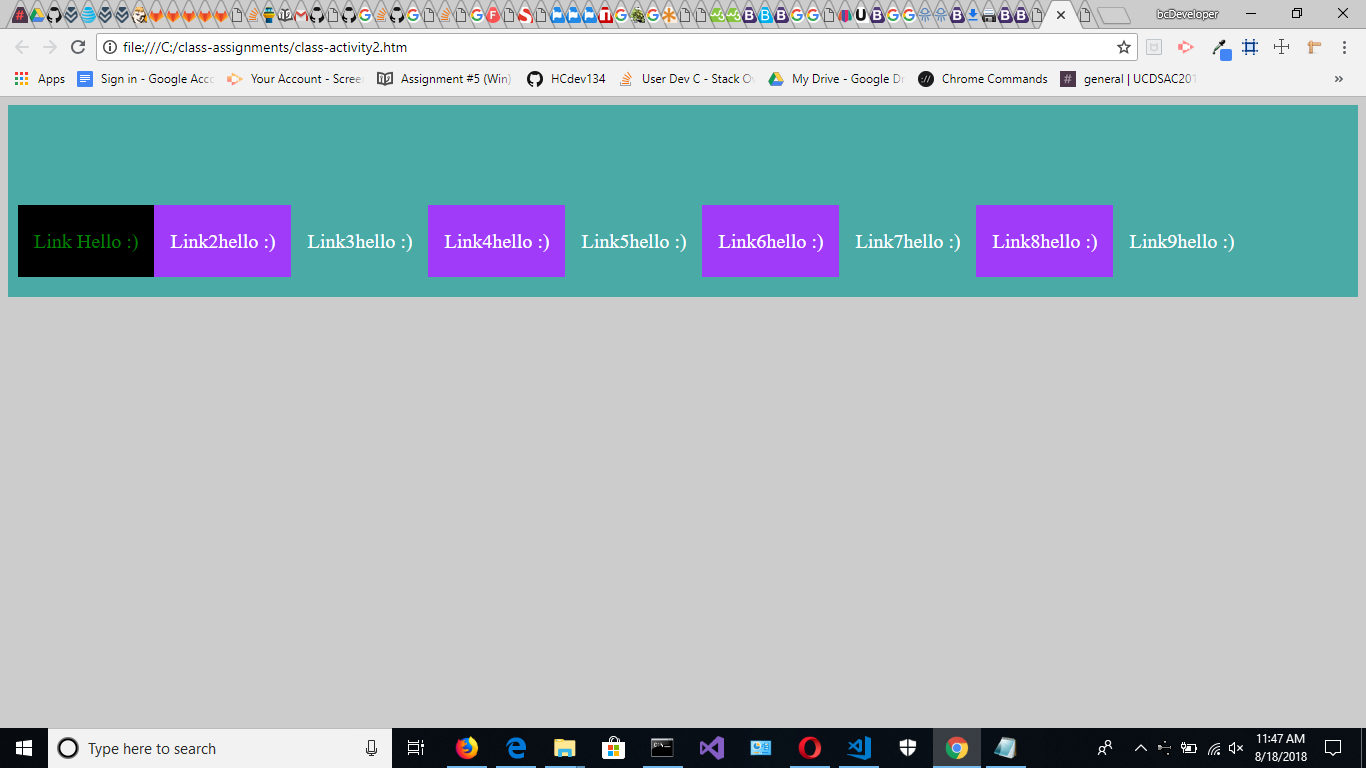 bcDeveloper
file:///C:/class-assignments/class-activity2.htm
Apps Sign in - Google Acc Your Account - Scree Assignment #5 (Win) HCdev134 User Dev C - Stack O My Drive - Google D Chrome Commands general | UCDSAC201 »
Link Hello :) Link2hello :) Link3hello :) Link4hello :) Link5hello :) Link6hello :) Link7hello :) Link8hello :) Link9hello :)
Type here to search
11:47 AM
8/18/2018